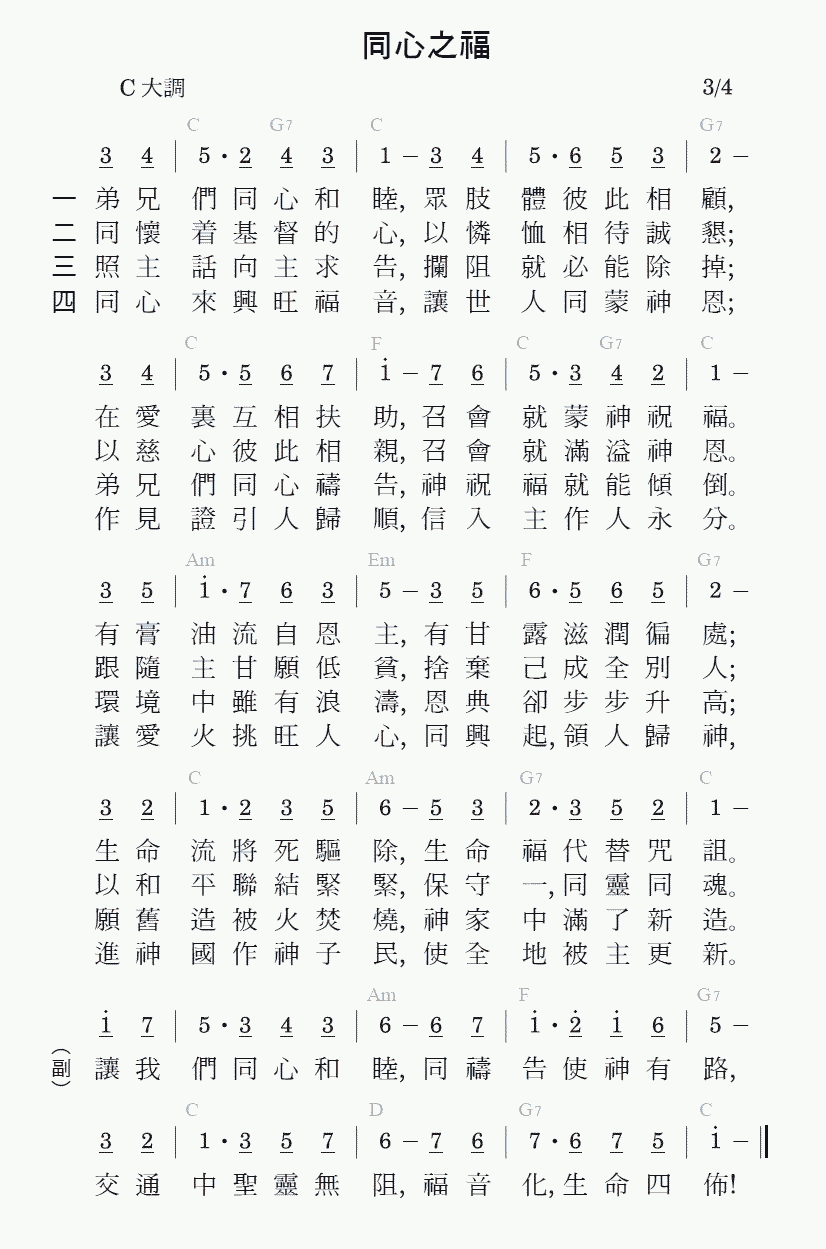 同心之福
C 大調 3/4
C G7 C G7
3 4 | 5 · 2 4 3 | 1 – 3 4 | 5 · 6 5 3 | 2 –
一 弟兄 們同心和 睦, 眾肢 體彼此相 顧,
二 同懷 着基督的 心, 以憐 恤相待誠 懇;
三 照主 話向主求 告, 攔阻 就必能除 掉;
四 同心 來興旺福 音, 讓世 人同蒙神 恩;
C F C G7 C
3 4 | 5 · 5 6 7 | i – 7 6 | 5 · 3 4 2 | 1 –
在愛 裏互相扶 助, 召會 就蒙神祝 福。
以慈 心彼此相 親, 召會 就滿溢神 恩。
弟兄 們同心禱 告, 神祝 福就能傾 倒。
作見 證引人歸 順, 信入 主作人永 分。
Am Em F G7
3 5 | i · 7 6 3 | 5 – 3 5 | 6 · 5 6 5 | 2 –
有膏 油流自恩 主, 有甘 露滋潤徧 處;
跟隨 主甘願低 貧, 捨棄 己成全別 人;
環境 中雖有浪 濤, 恩典 卻步步升 高;
讓愛 火挑旺人 心, 同興 起, 領人歸 神,
C Am G7 C
3 2 | 1 · 2 3 5 | 6 – 5 3 | 2 · 3 5 2 | 1 –
生命 流將死驅 除, 生命 福代替咒 詛。
以和 平聯結緊 緊, 保守 一, 同靈同 魂。
願舊 造被火焚 燒, 神家 中滿了新 造。
進神 國作神子 民, 使全 地被主更 新。
Am F G7
i 7 | 5 · 3 4 3 | 6 – 6 7 | i · 2̇ i 6 | 5 –
(副) 讓我 們同心和 睦, 同禱 告使神有 路,
C D G7 C
3 2 | 1 · 3 5 7 | 6 – 7 6 | 7 · 6 7 5 | i – ‖
交通 中聖靈無 阻, 福音 化, 生命四 佈!